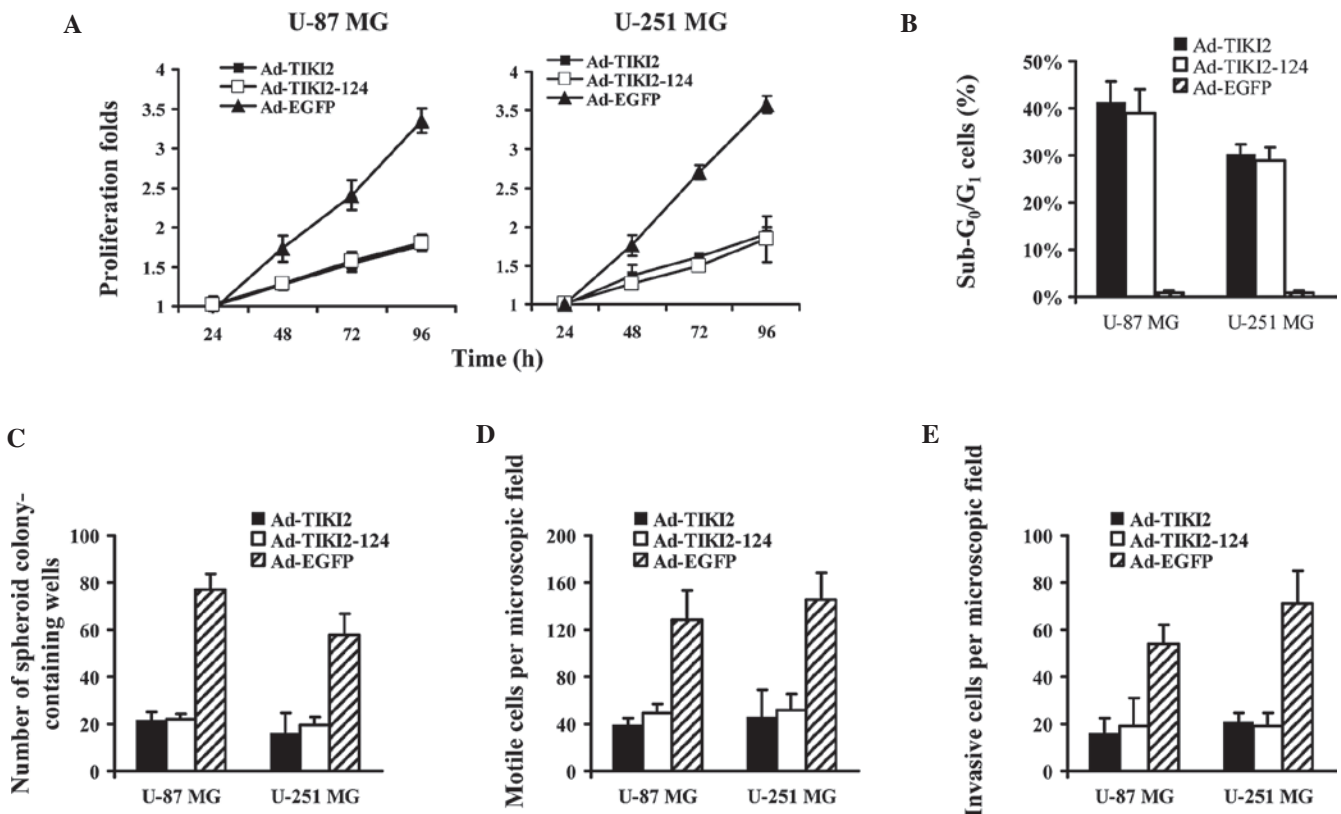 A
U-87 MG
U-251 MG
Proliferation folds
4
3.5
3
2.5
2
1.5
1
Ad-TIKI2
Ad-TIKI2-124
Ad-EGFP
24 48 72 96
4
3.5
3
2.5
2
1.5
1
Ad-TIKI2
Ad-TIKI2-124
Ad-EGFP
24 48 72 96
Time (h)
B
Sub-G0/G1 cells (%)
Ad-TIKI2
Ad-TIKI2-124
Ad-EGFP
50%
40%
30%
20%
10%
0%
U-87 MG U-251 MG
C
Number of spheroid colony-
containing wells
Ad-TIKI2
Ad-TIKI2-124
Ad-EGFP
100
80
60
40
20
0
U-87 MG U-251 MG
D
Motile cells per microscopic field
Ad-TIKI2
Ad-TIKI2-124
Ad-EGFP
200
160
120
80
40
0
U-87 MG U-251 MG
E
Invasive cells per microscopic field
Ad-TIKI2
Ad-TIKI2-124
Ad-EGFP
100
80
60
40
20
0
U-87 MG U-251 MG